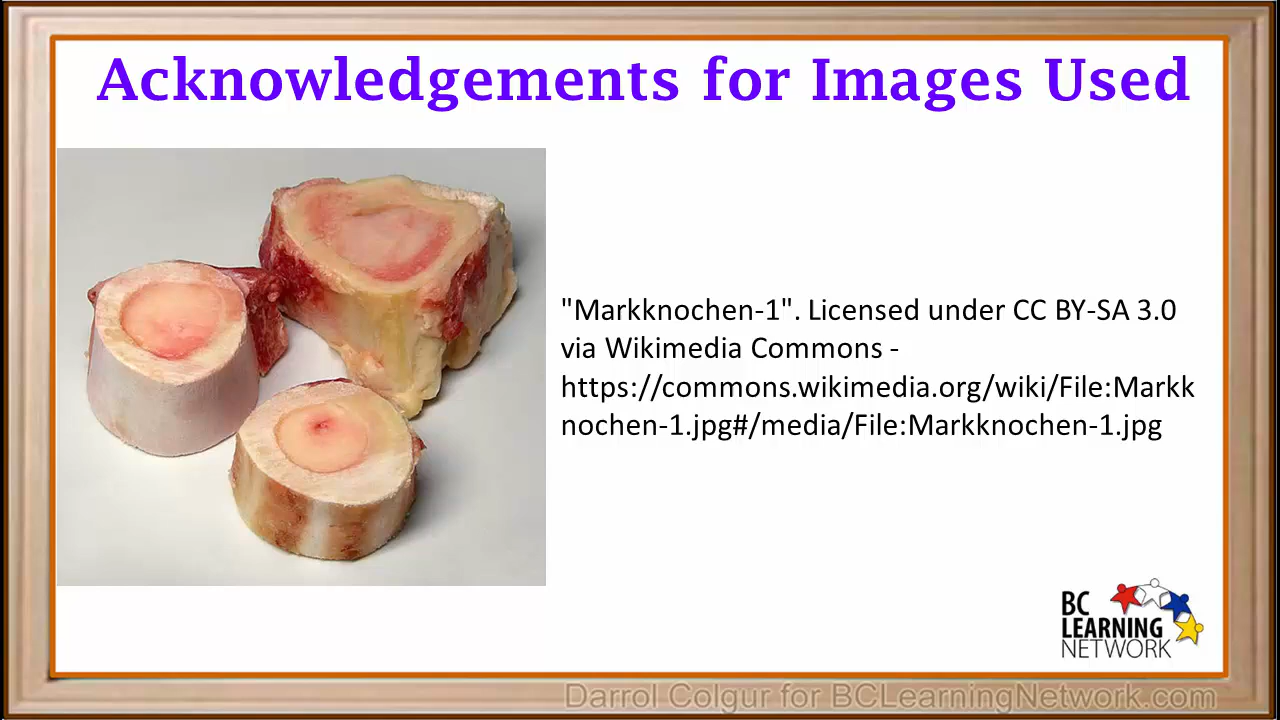 Acknowledgements for Images Used
"Markknochen-1". Licensed under CC BY-SA 3.0
via Wikimedia Commons -
https://commons.wikimedia.org/wiki/File:Markk
nochen-1.jpg#/media/File:Markknochen-1.jpg
BC
LEARNING
NETWORK
Darrol Colgur for BCLearningNetwork.com